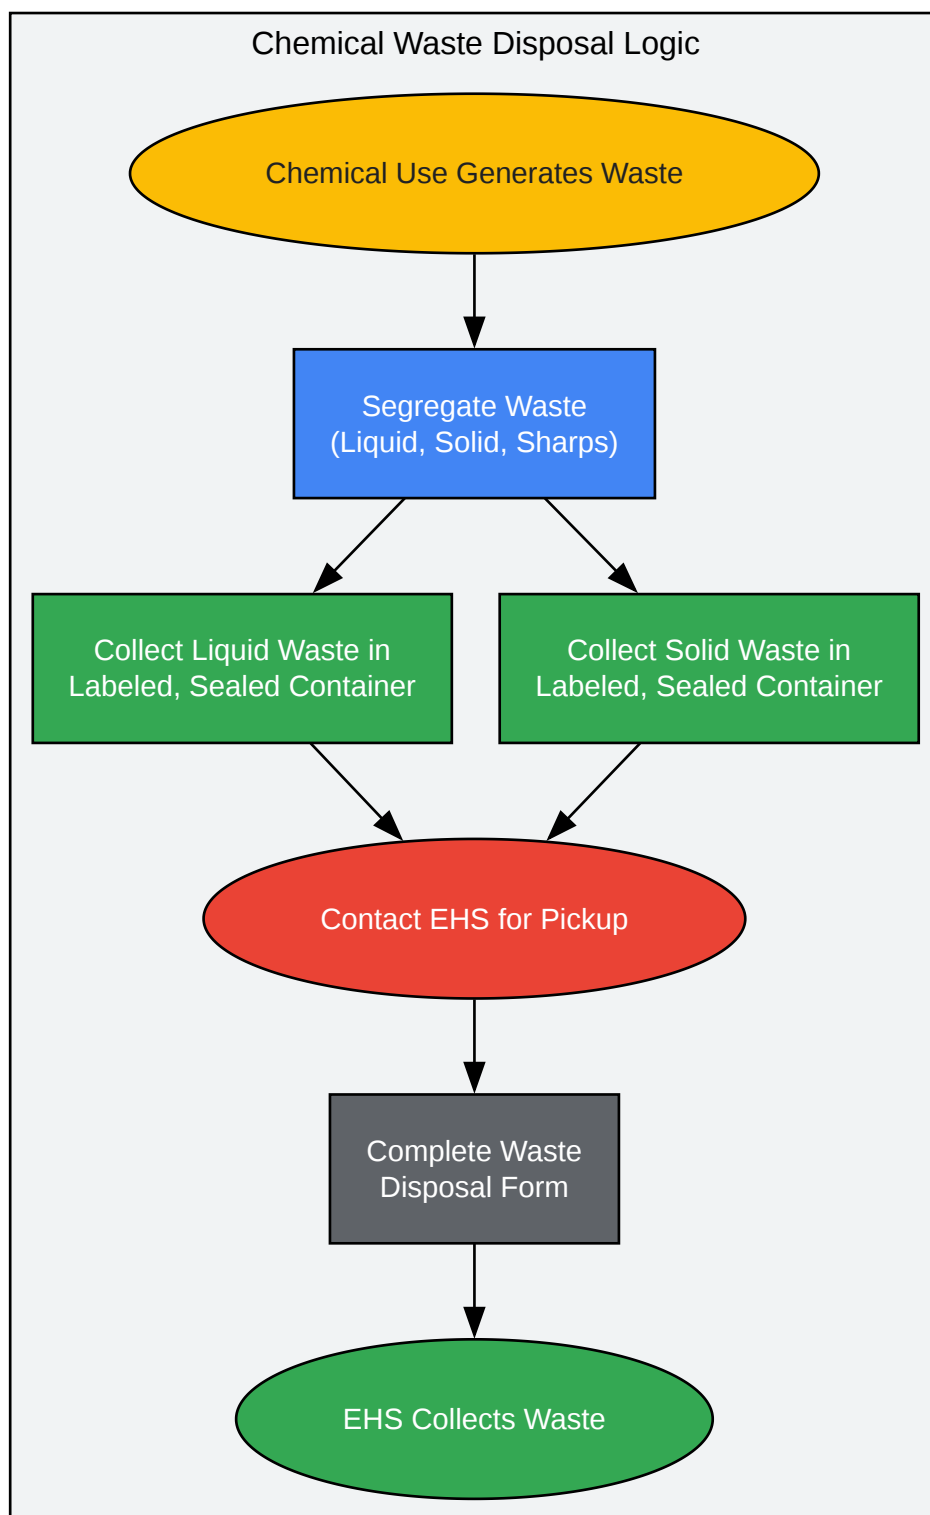 Chemical Waste Disposal Logic
Chemical Use Generates Waste
Segregate Waste
(Liquid, Solid, Sharps)
Collect Liquid Waste in
Labeled, Sealed Container
Collect Solid Waste in
Labeled, Sealed Container
Contact EHS for Pickup
Complete Waste
Disposal Form
EHS Collects Waste